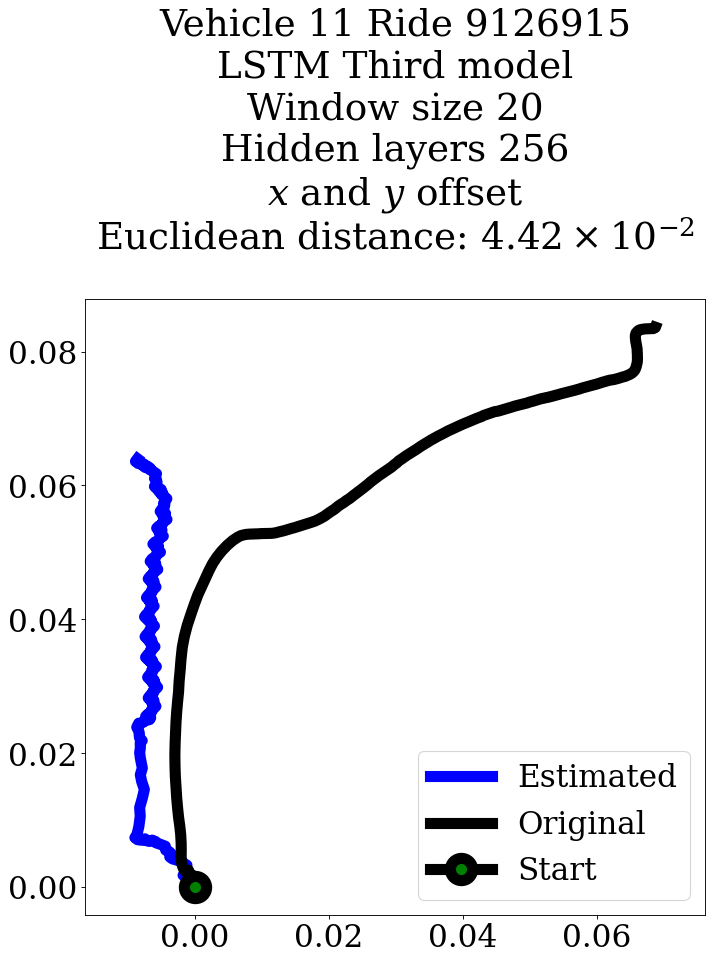 Vehicle 11 Ride 9126915
LSTM Third model
Window size 20
Hidden layers 256
x and y offset
Euclidean distance: 4.42 × 10⁻²
0.08
0.06
0.04
0.02
0.00
Estimated
Original
Start
0.00 0.02 0.04 0.06